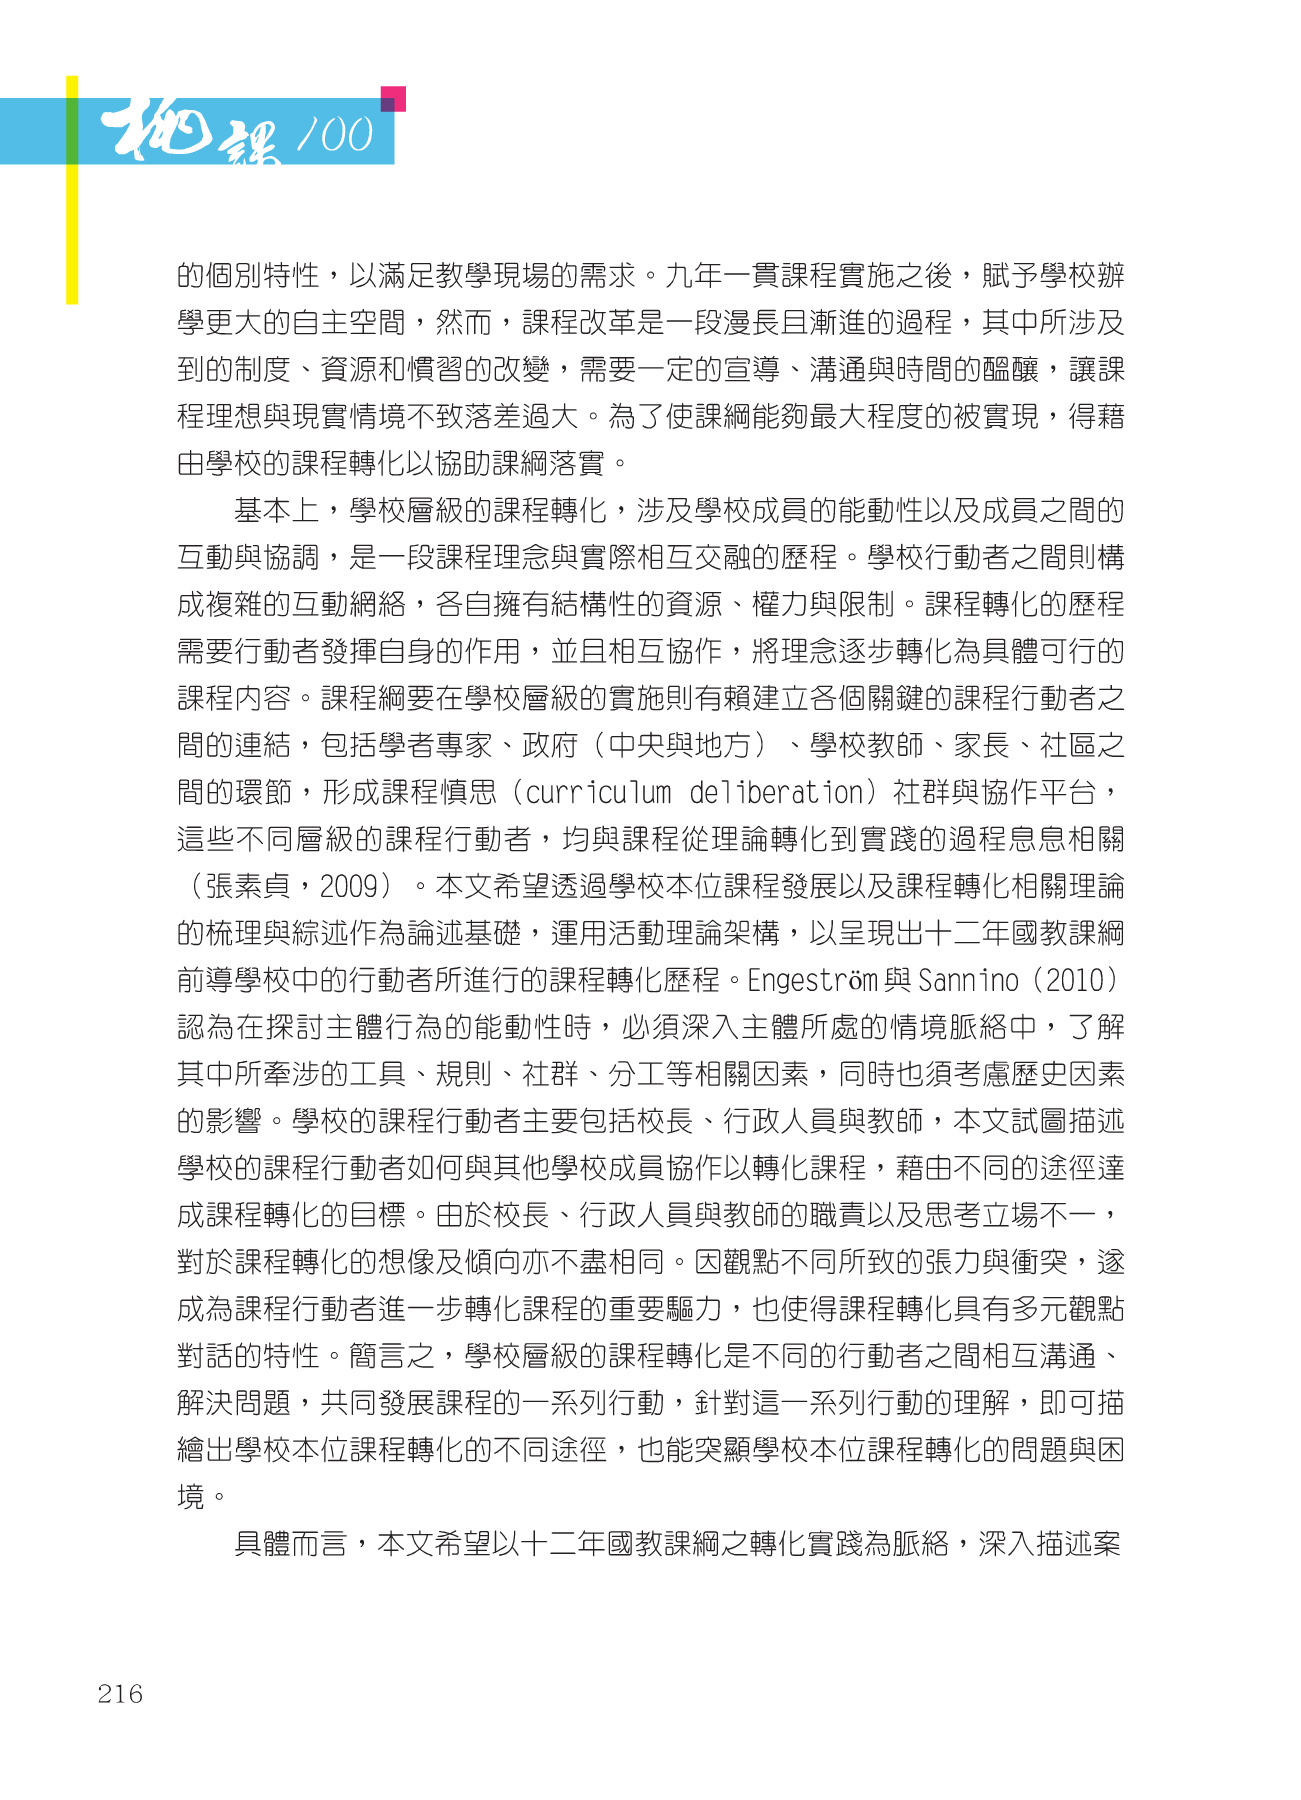 桃課100
的個別特性，以滿足教學現場的需求。九年一貫課程實施之後，賦予學校辦
學更大的自主空間，然而，課程改革是一段漫長且漸進的過程，其中所涉及
到的制度、資源和慣習的改變，需要一定的宣導、溝通與時間的醞釀，讓課
程理想與現實情境不致落差過大。為了使課綱能夠最大程度的被實現，得藉
由學校的課程轉化以協助課綱落實。
基本上，學校層級的課程轉化，涉及學校成員的能動性以及成員之間的
互動與協調，是一段課程理念與實際相互交融的歷程。學校行動者之間則構
成複雜的互動網絡，各自擁有結構性的資源、權力與限制。課程轉化的歷程
需要行動者發揮自身的作用，並且相互協作，將理念逐步轉化為具體可行的
課程內容。課程綱要在學校層級的實施則有賴建立各個關鍵的課程行動者之
間的連結，包括學者專家、政府（中央與地方）、學校教師、家長、社區之
間的環節，形成課程慎思（curriculum deliberation）社群與協作平台，
這些不同層級的課程行動者，均與課程從理論轉化到實踐的過程息息相關
（張素貞，2009）。本文希望透過學校本位課程發展以及課程轉化相關理論
的梳理與綜述作為論述基礎，運用活動理論架構，以呈現出十二年國教課綱
前導學校中的行動者所進行的課程轉化歷程。Engeström與Sannino（2010）
認為在探討主體行為的能動性時，必須深入主體所處的情境脈絡中，了解
其中所牽涉的工具、規則、社群、分工等相關因素，同時也須考慮歷史因素
的影響。學校的課程行動者主要包括校長、行政人員與教師，本文試圖描述
學校的課程行動者如何與其他學校成員協作以轉化課程，藉由不同的途徑達
成課程轉化的目標。由於校長、行政人員與教師的職責以及思考立場不一，
對於課程轉化的想像及傾向亦不盡相同。因觀點不同所致的張力與衝突，遂
成為課程行動者進一步轉化課程的重要驅力，也使得課程轉化具有多元觀點
對話的特性。簡言之，學校層級的課程轉化是不同的行動者之間相互溝通、
解決問題，共同發展課程的一系列行動，針對這一系列行動的理解，即可描
繪出學校本位課程轉化的不同途徑，也能突顯學校本位課程轉化的問題與困
境。
具體而言，本文希望以十二年國教課綱之轉化實踐為脈絡，深入描述案
216